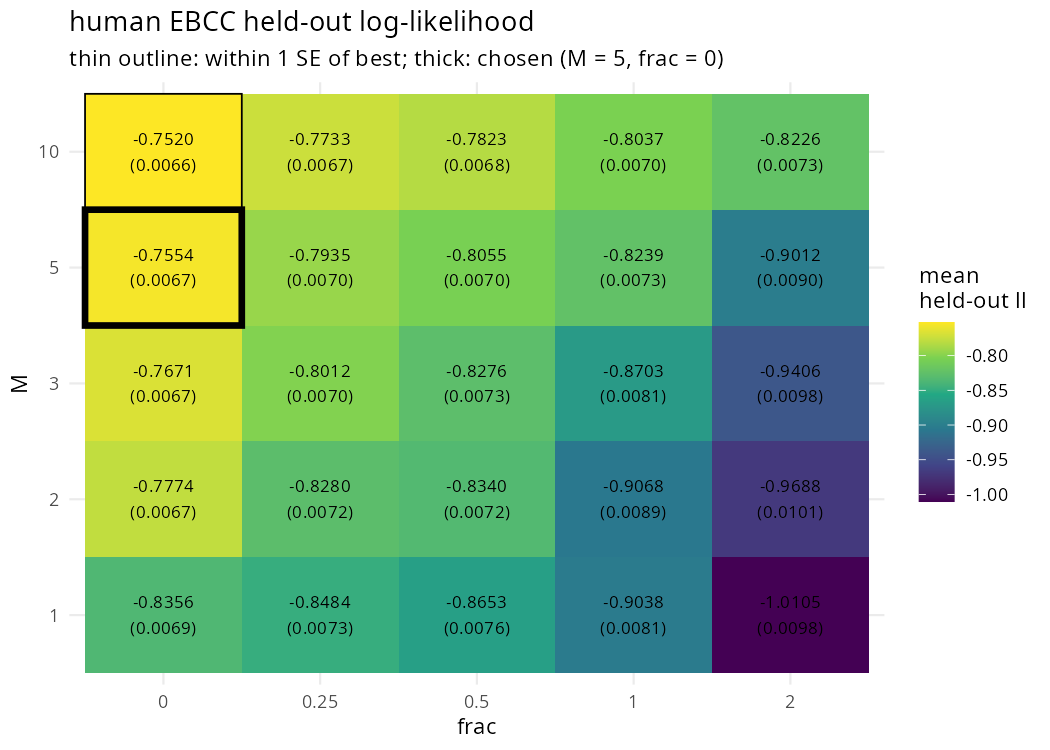 human EBCC held-out log-likelihood
thin outline: within 1 SE of best; thick: chosen (M = 5, frac = 0)
M
10
-0.7520 -0.7733 -0.7823 -0.8037 -0.8226
(0.0066) (0.0067) (0.0068) (0.0070) (0.0073)
5
-0.7554 -0.7935 -0.8055 -0.8239 -0.9012
(0.0067) (0.0070) (0.0070) (0.0073) (0.0090)
3
-0.7671 -0.8012 -0.8276 -0.8703 -0.9406
(0.0067) (0.0070) (0.0073) (0.0081) (0.0098)
2
-0.7774 -0.8280 -0.8340 -0.9068 -0.9688
(0.0067) (0.0072) (0.0072) (0.0089) (0.0101)
1
-0.8356 -0.8484 -0.8653 -0.9038 -1.0105
(0.0069) (0.0073) (0.0076) (0.0081) (0.0098)
0 0.25 0.5 1 2
frac
mean
held-out ll
-0.80
-0.85
-0.90
-0.95
-1.00